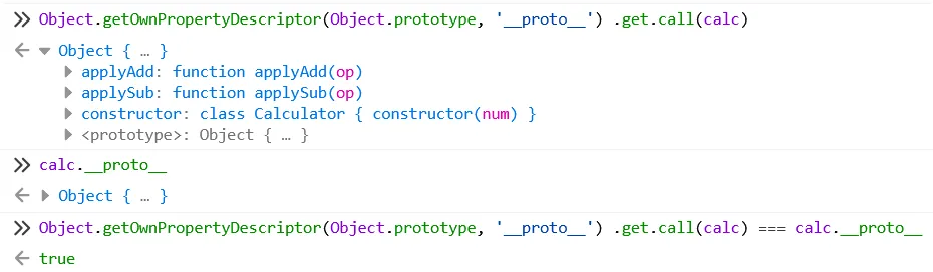 Object.getOwnPropertyDescriptor(Object.prototype, '__proto__') .get.call(calc)
Object { … }
applyAdd: function applyAdd(op)
applySub: function applySub(op)
constructor: class Calculator { constructor(num) }
<prototype>: Object { … }
calc.__proto__
Object { … }
Object.getOwnPropertyDescriptor(Object.prototype, '__proto__') .get.call(calc) === calc.__proto__
true